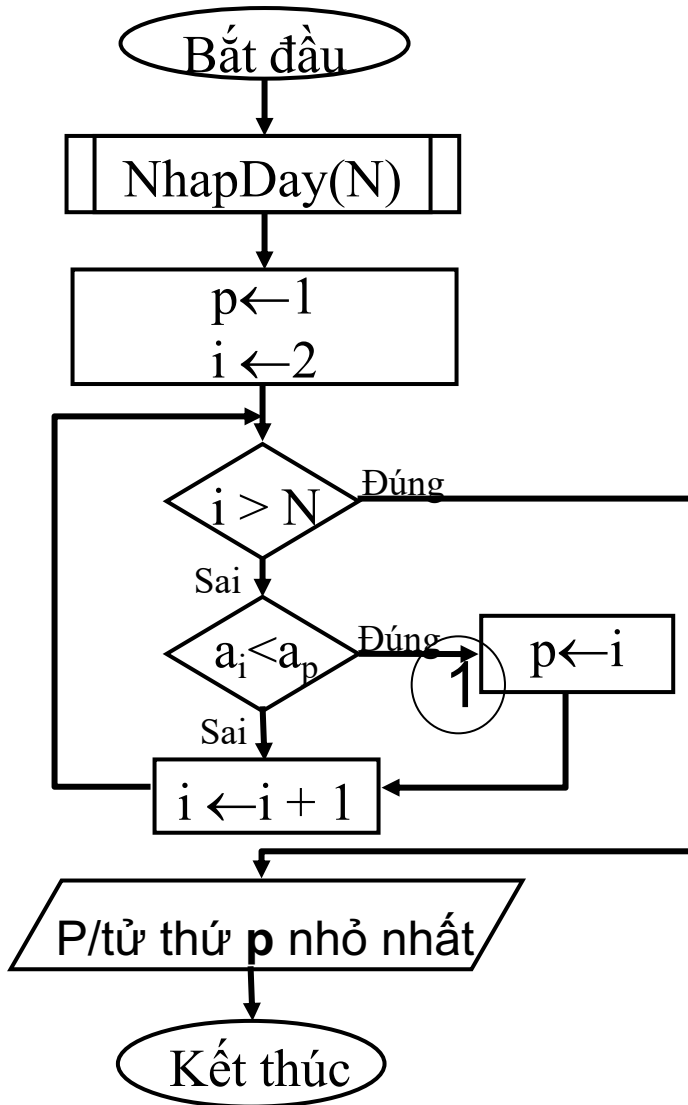 Bắt đầu
NhapDay(N)
p←1
i ←2
i > N
Đúng
Sai
aᵢ<aₚ
Đúng
1
p←i
Sai
i ←i + 1
P/tử thứ p nhỏ nhất
Kết thúc